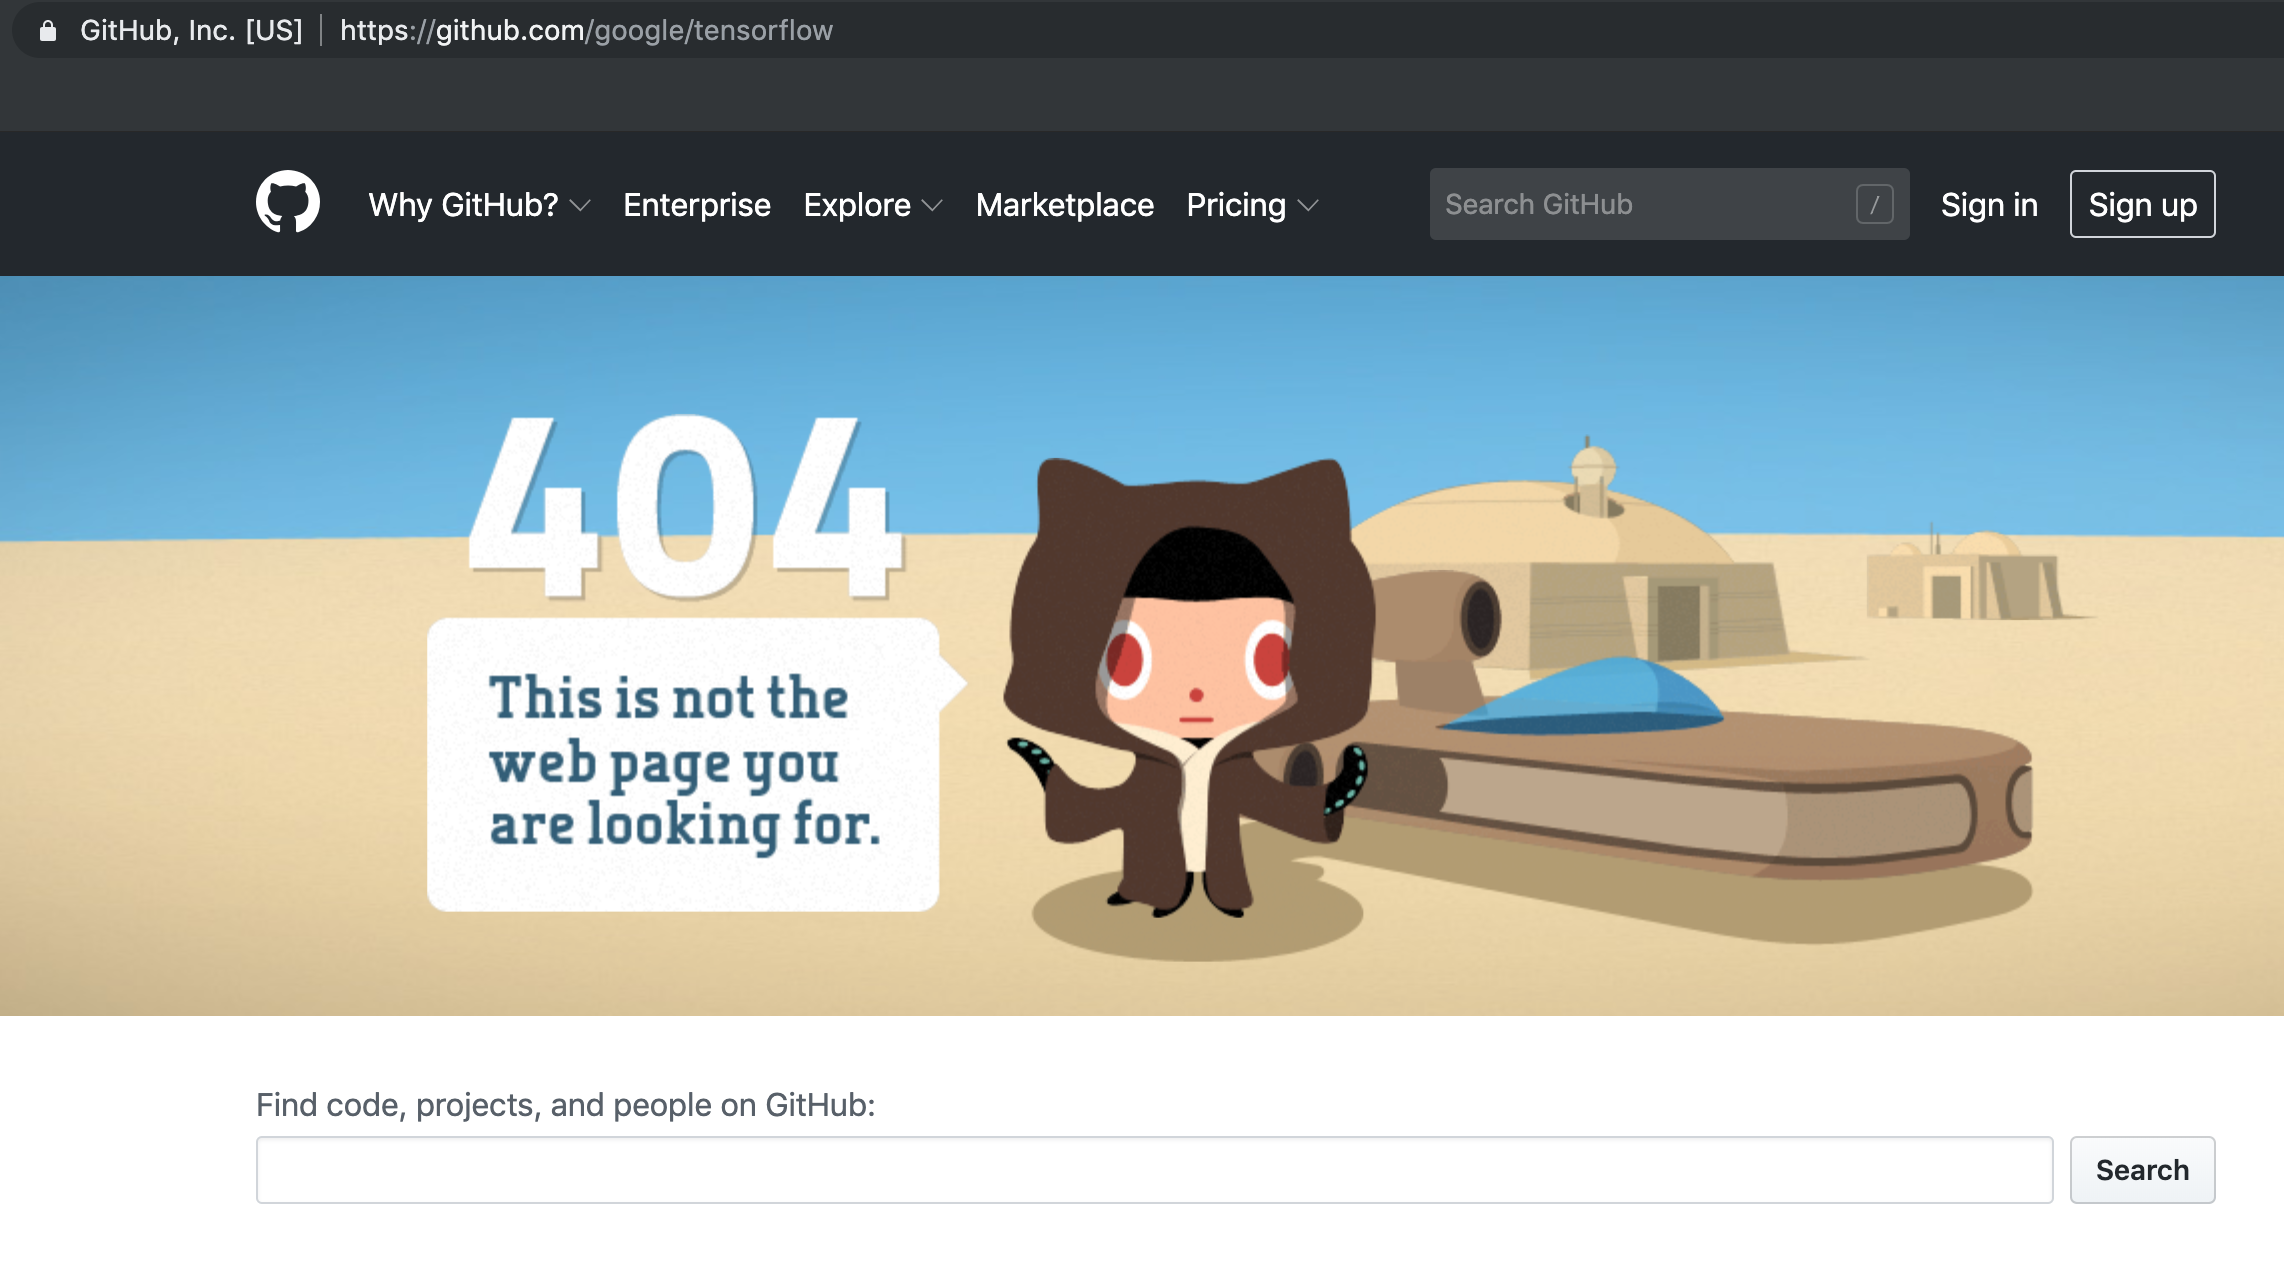 GitHub, Inc. [US] | https://github.com/google/tensorflow
Why GitHub? Enterprise Explore Marketplace Pricing Search GitHub / Sign in Sign up
404
This is not the
web page you
are looking for.
Find code, projects, and people on GitHub:
Search